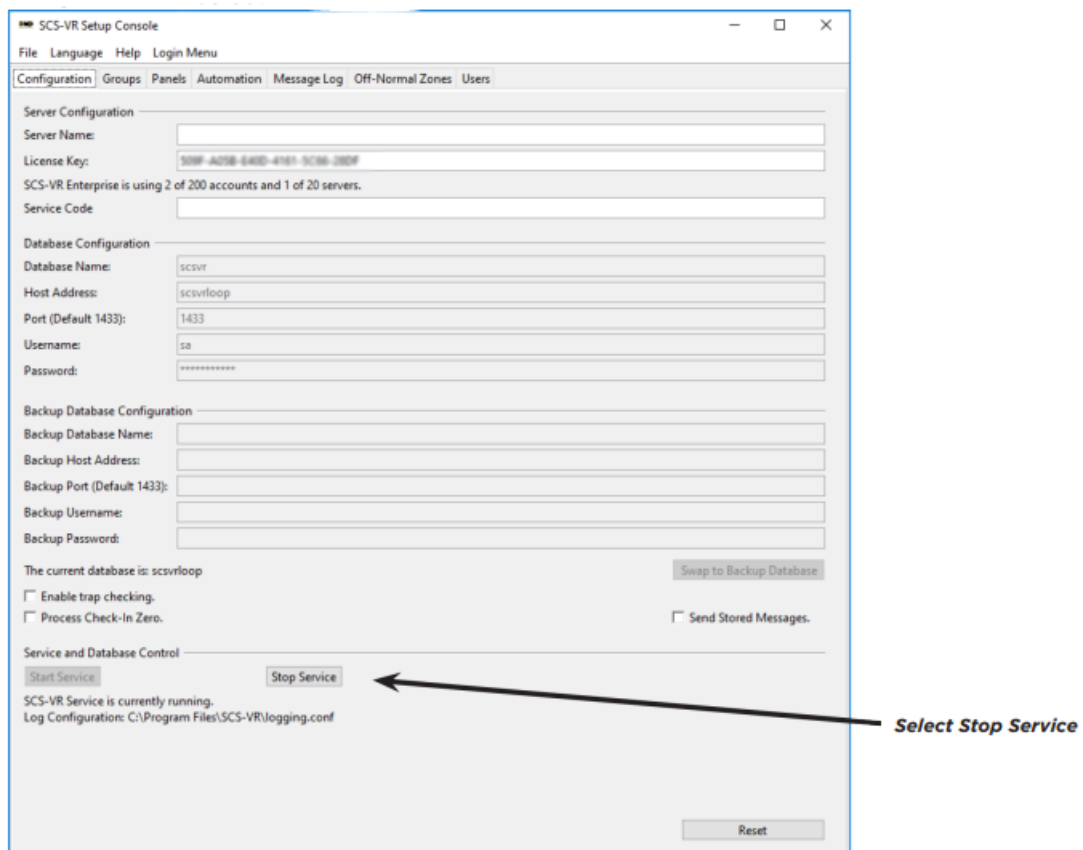 SCS-VR Setup Console
File Language Help Login Menu
Configuration Groups Panels Automation Message Log Off-Normal Zones Users
Server Configuration
Server Name:
License Key:
SCS-VR Enterprise is using 2 of 200 accounts and 1 of 20 servers.
Service Code
Database Configuration
Database Name: scsvr
Host Address: scsvrloop
Port (Default 1433): 1433
Username: sa
Password: ***********
Backup Database Configuration
Backup Database Name:
Backup Host Address:
Backup Port (Default 1433):
Backup Username:
Backup Password:
The current database is: scsvrloop Swap to Backup Database
Enable trap checking.
Process Check-In Zero. Send Stored Messages.
Service and Database Control
Start Service Stop Service
SCS-VR Service is currently running.
Log Configuration: C:\Program Files\SCS-VR\logging.conf
Select Stop Service
Reset